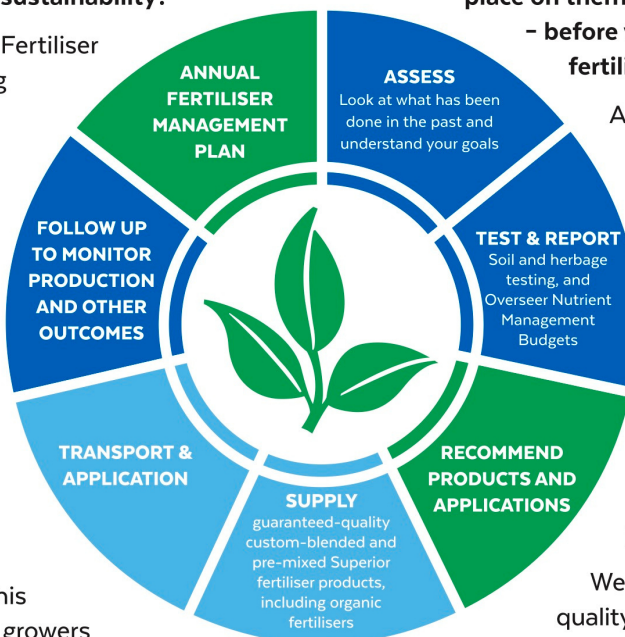 sustainability?
place on them
– before
Fertiliser
g
fertili
A
ANNUAL
FERTILISER
MANAGEMENT
PLAN
ASSESS
Look at what has been
done in the past and
understand your goals
TEST & REPORT
Soil and herbage
testing, and
Overseer Nutrient
Management
Budgets
RECOMMEND
PRODUCTS AND
APPLICATIONS
SUPPLY
guaranteed-quality
custom-blended and
pre-mixed Superior
fertiliser products,
including organic
fertilisers
TRANSPORT &
APPLICATION
FOLLOW UP
TO MONITOR
PRODUCTION
AND OTHER
OUTCOMES
his
growers
We
quality